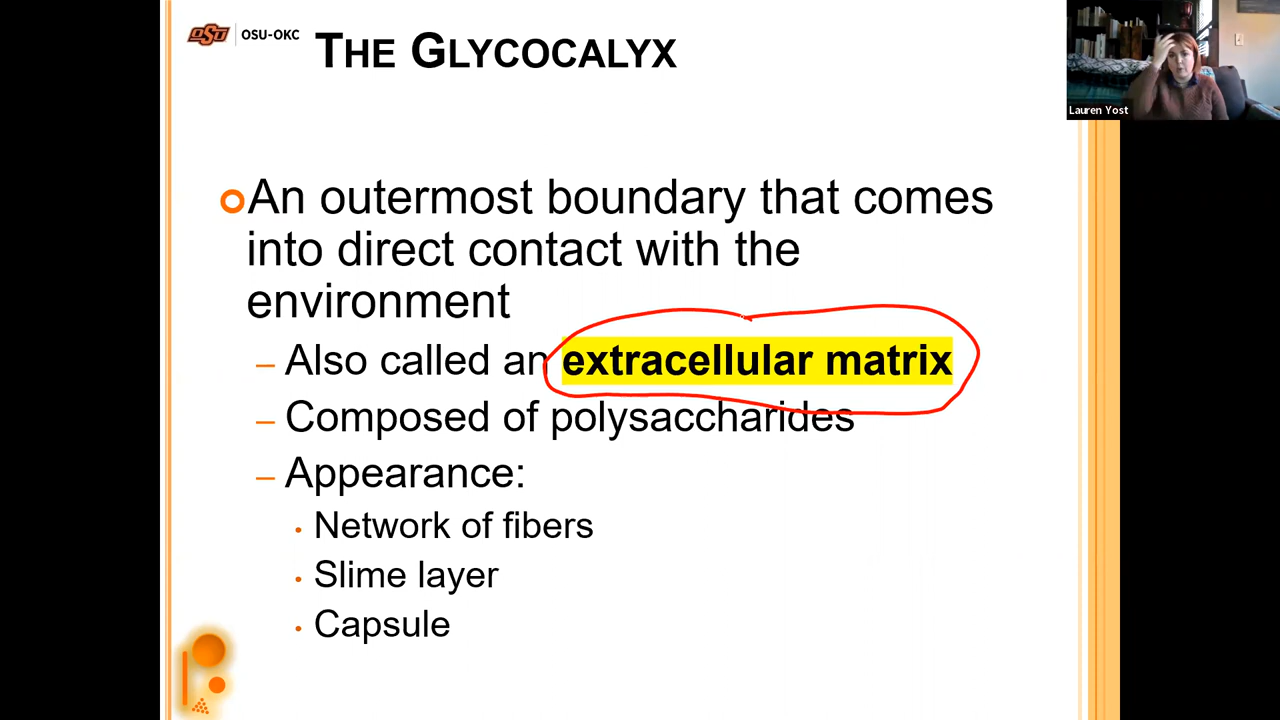 OSU OSU-OKC
THE GLYCOCALYX
Lauren Yost
An outermost boundary that comes
into direct contact with the
environment
– Also called an extracellular matrix
– Composed of polysaccharides
– Appearance:
• Network of fibers
• Slime layer
• Capsule